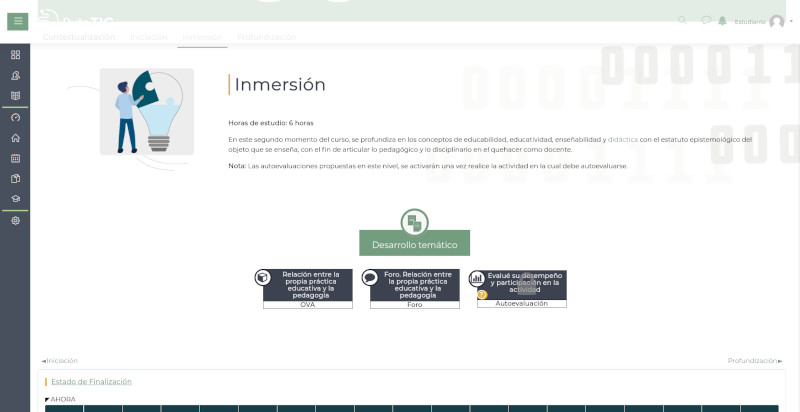 RutaTIC
Estudiante
Contextualización Iniciación Inmersión Profundización
Inmersión
Horas de estudio: 6 horas
En este segundo momento del curso, se profundiza en los conceptos de educabilidad, educatividad, enseñabilidad y didáctica con el estatuto epistemológico del
objeto que se enseña, con el fin de articular lo pedagógico y lo disciplinario en el quehacer como docente.
Nota: Las autoevaluaciones propuestas en este nivel, se activarán una vez realice la actividad en la cual debe autoevaluarse.
Desarrollo temático
Relación entre la
propia práctica
educativa y la
pedagogía
OVA
Foro. Relación entre
la propia práctica
educativa y la
pedagogía
Foro
Evalué su desempeño
y participación en la
actividad
Autoevaluación
◄Iniciación
Profundización►
Estado de Finalización
AHORA